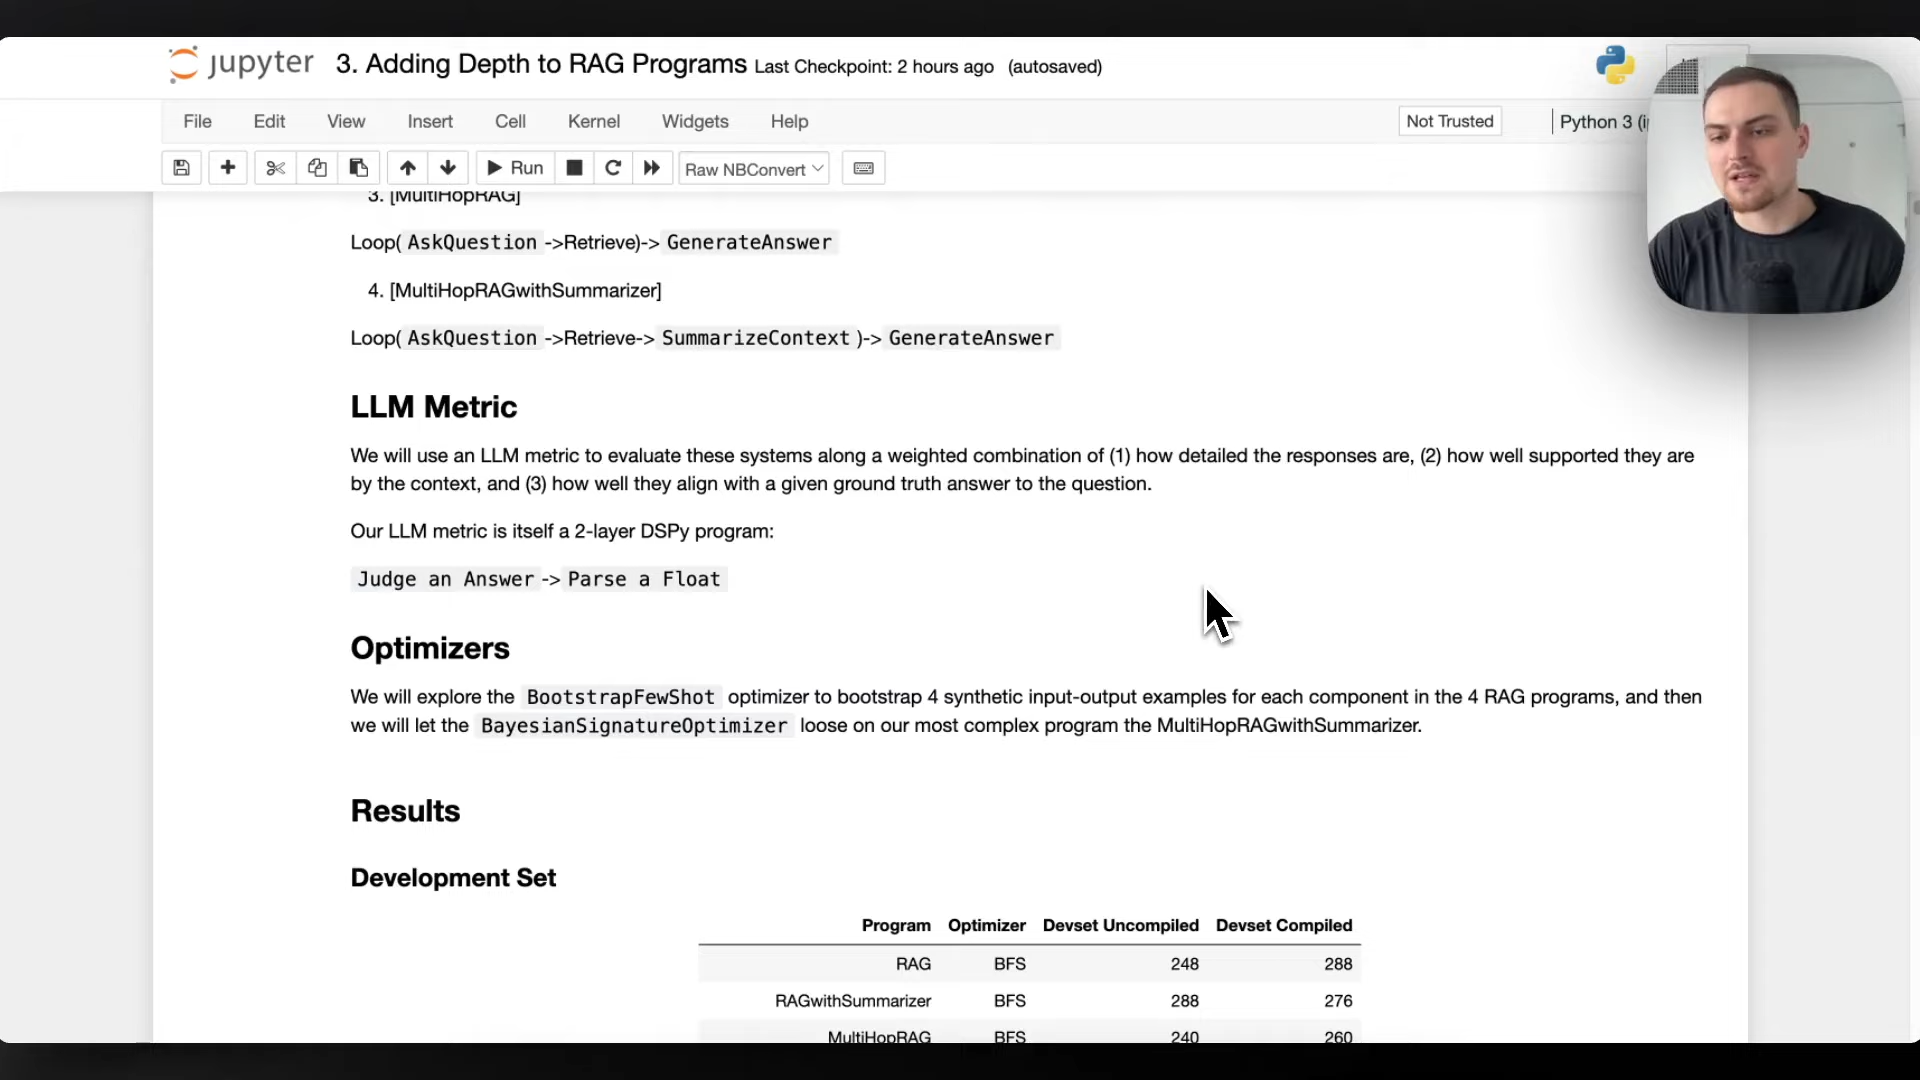 jupyter 3. Adding Depth to RAG Programs Last Checkpoint: 2 hours ago (autosaved)
File Edit View Insert Cell Kernel Widgets Help Not Trusted Python 3 (i
Run Raw NBConvert
3. [MultiHopRAG]
Loop( AskQuestion ->Retrieve)-> GenerateAnswer
4. [MultiHopRAGwithSummarizer]
Loop( AskQuestion ->Retrieve-> SummarizeContext )-> GenerateAnswer
LLM Metric
We will use an LLM metric to evaluate these systems along a weighted combination of (1) how detailed the responses are, (2) how well supported they are
by the context, and (3) how well they align with a given ground truth answer to the question.
Our LLM metric is itself a 2-layer DSPy program:
Judge an Answer -> Parse a Float
Optimizers
We will explore the BootstrapFewShot optimizer to bootstrap 4 synthetic input-output examples for each component in the 4 RAG programs, and then
we will let the BayesianSignatureOptimizer loose on our most complex program the MultiHopRAGwithSummarizer.
Results
Development Set
Program Optimizer Devset Uncompiled Devset Compiled
RAG BFS 248 288
RAGwithSummarizer BFS 288 276
MultiHopRAG BFS 240 260